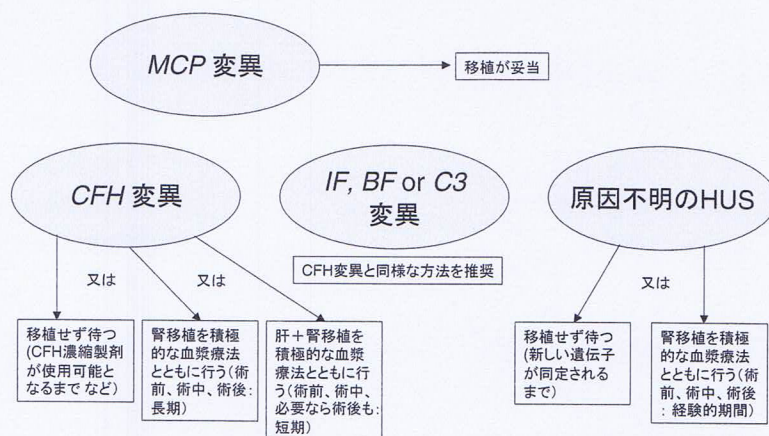 MCP 変異
移植が妥当
CFH 変異
IF, BF or C3
変異
原因不明のHUS
CFH変異と同様な方法を推奨
又は
又は
又は
移植せず待つ
(CFH濃縮製剤
が使用可能と
なるまで など)
腎移植を積極
的な血漿療法
とともに行う(術
前、術中、術後:
長期)
肝+腎移植を
積極的な血漿
療法とともに行
う(術前、術中、
必要なら術後も:
短期)
移植せず待つ
(新しい遺伝子
が同定される
まで)
腎移植を積極
的な血漿療法
とともに行う(術
前、術中、術後
: 経験的期間)